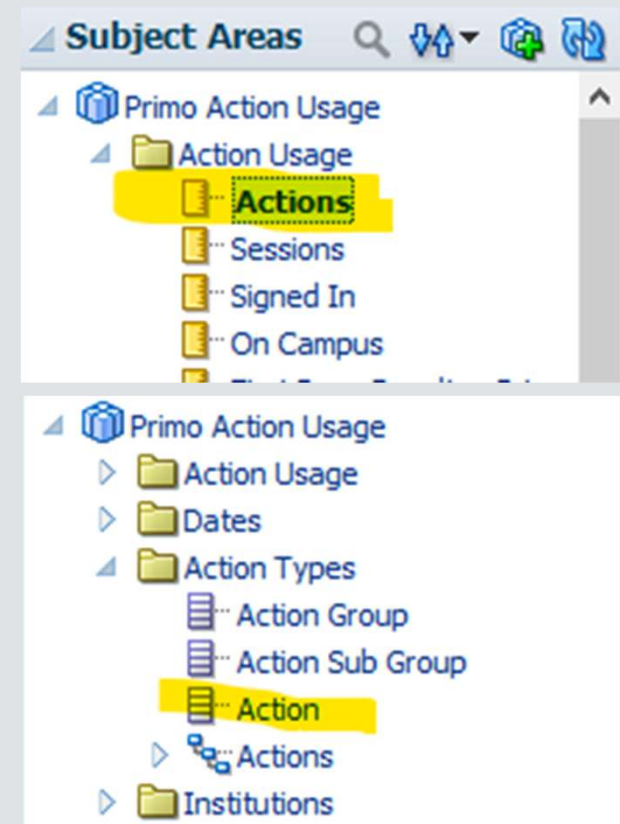 Subject Areas
Primo Action Usage
Action Usage
Actions
Sessions
Signed In
On Campus
Primo Action Usage
Action Usage
Dates
Action Types
Action Group
Action Sub Group
Action
Actions
Institutions